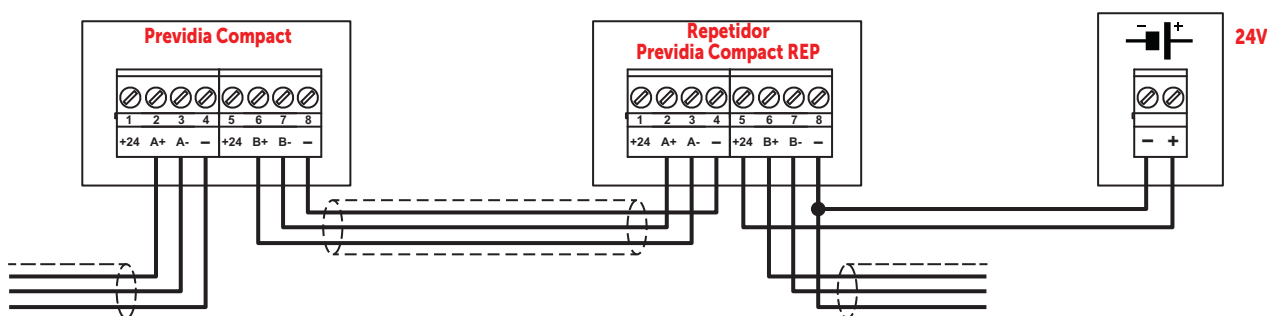 Previdia Compact
1 2 3 4 5 6 7 8
+24 A+ A- – +24 B+ B- –
Repetidor
Previdia Compact REP
1 2 3 4 5 6 7 8
+24 A+ A- – +24 B+ B- –
– +
24V
– +